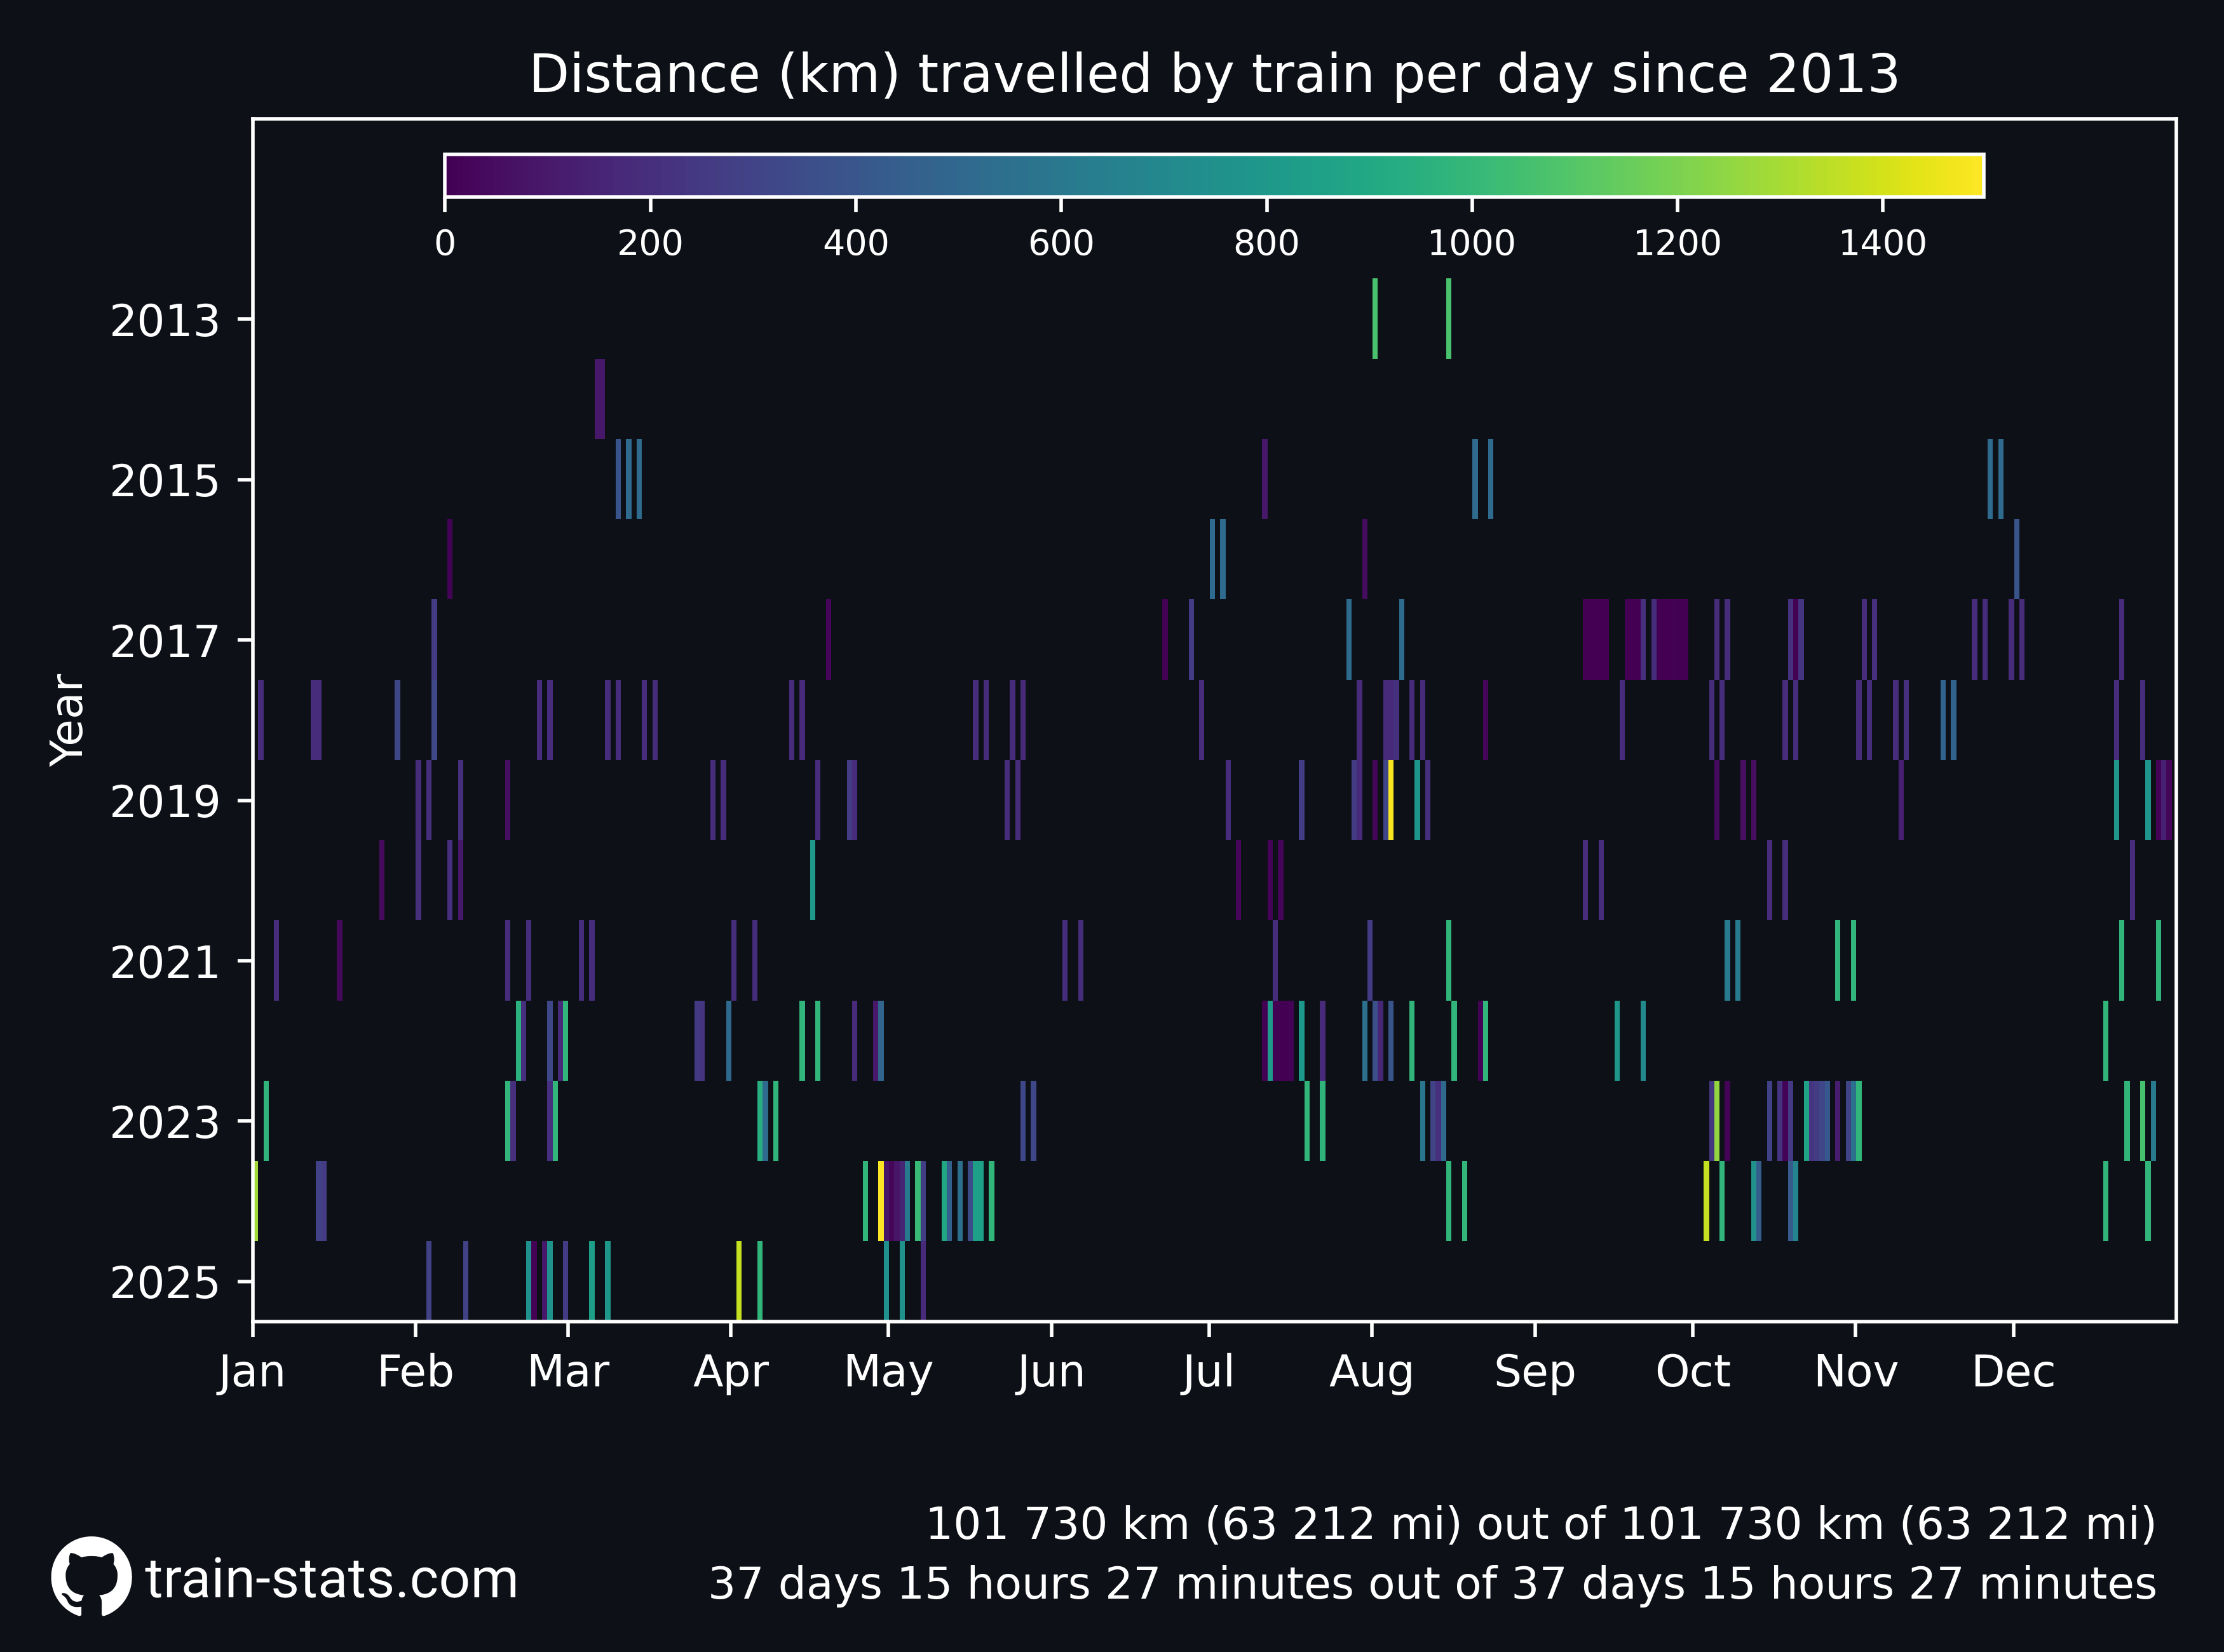 Distance (km) travelled by train per day since 2013
0 200 400 600 800 1000 1200 1400
2013
2015
2017
2019
2021
2023
2025
Year
Jan Feb Mar Apr May Jun Jul Aug Sep Oct Nov Dec
101 730 km (63 212 mi) out of 101 730 km (63 212 mi)
37 days 15 hours 27 minutes out of 37 days 15 hours 27 minutes
train-stats.com